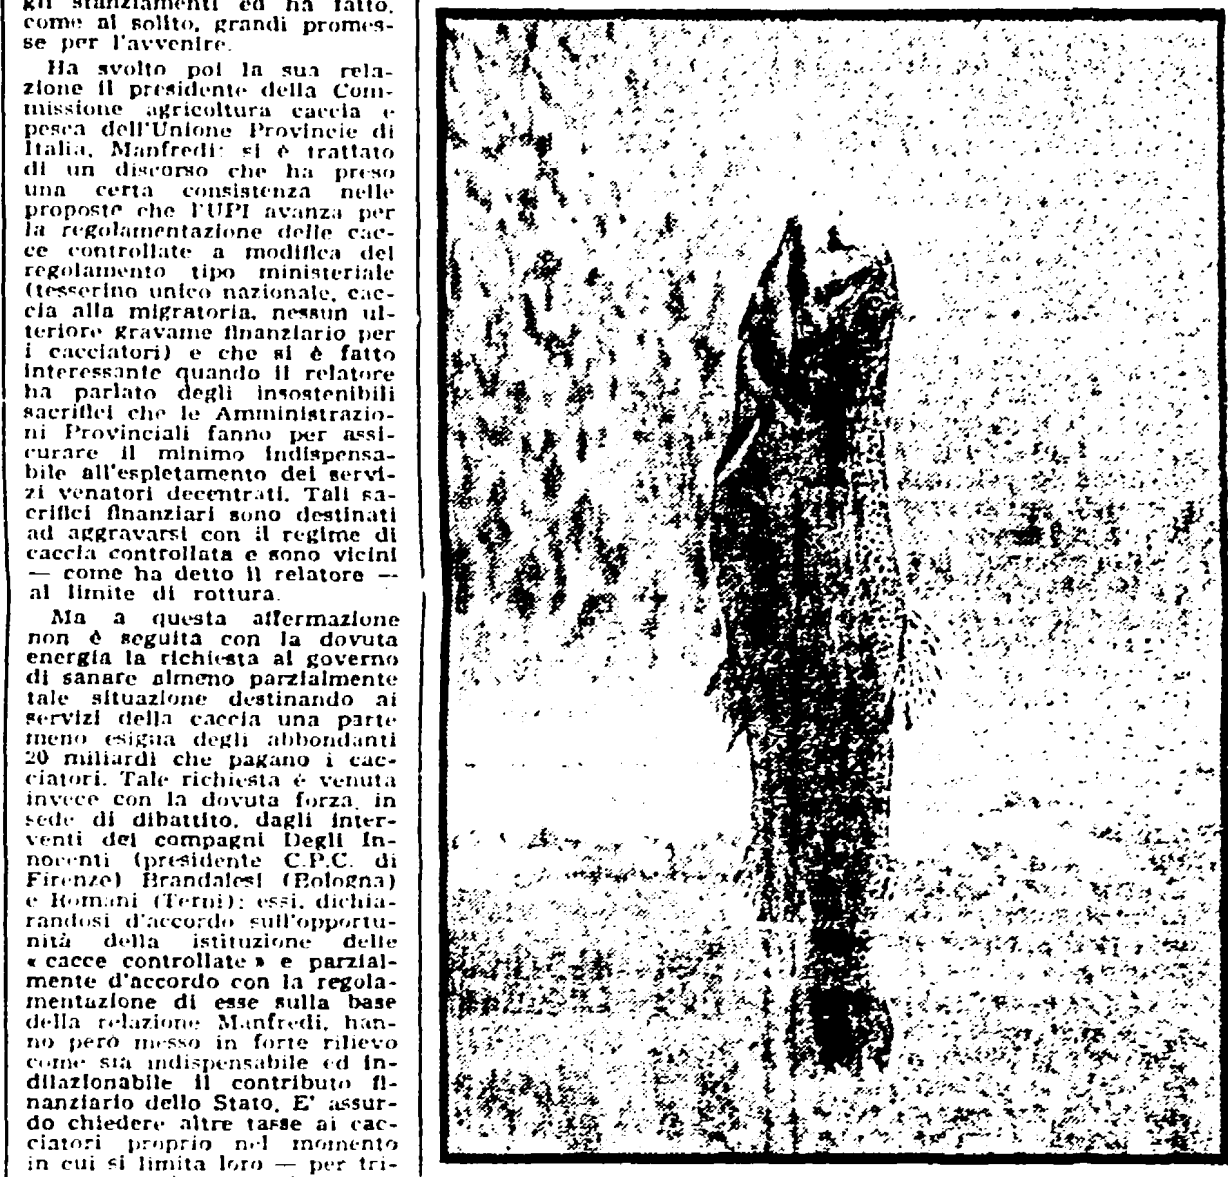 gli stanziamenti ed ha fatto,
come al solito, grandi promes-
se per l'avvenire.
Ha svolto poi la sua rela-
zione il presidente della Com-
missione agricoltura caccia e
pesca dell'Unione Provincie di
Italia, Manfredi: si è trattato
di un discorso che ha preso
una certa consistenza nelle
proposte che l'UPI avanza per
la regolamentazione delle cac-
ce controllate a modifica del
regolamento tipo ministeriale
(tesserino unico nazionale, cac-
cia alla migratoria, nessun ul-
teriore gravame finanziario per
i cacciatori) e che si è fatto
interessante quando il relatore
ha parlato degli insostenibili
sacrifici che le Amministrazio-
ni Provinciali fanno per assi-
curare il minimo indispensa-
bile all'espletamento dei servi-
zi venatori decentrati. Tali sa-
crifici finanziari sono destinati
ad aggravarsi con il regime di
caccia controllata e sono vicini
— come ha detto il relatore —
al limite di rottura.
Ma a questa affermazione
non è seguita con la dovuta
energia la richiesta al governo
di sanare almeno parzialmente
tale situazione destinando ai
servizi della caccia una parte
meno esigua degli abbondanti
20 miliardi che pagano i cac-
ciatori. Tale richiesta è venuta
invece con la dovuta forza, in
sede di dibattito, dagli inter-
venti dei compagni Degli In-
nocenti (presidente C.P.C. di
Firenze) Brandalesi (Bologna)
e Romani (Terni); essi, dichia-
randosi d'accordo sull'opportu-
nità della istituzione delle
« cacce controllate » e parzial-
mente d'accordo con la regola-
mentazione di esse sulla base
della relazione Manfredi, han-
no però messo in forte rilievo
come sia indispensabile ed in-
dilazionabile il contributo fi-
nanziario dello Stato. E' assur-
do chiedere altre tasse ai cac-
ciatori proprio nel momento
in cui si limita loro — per tri-